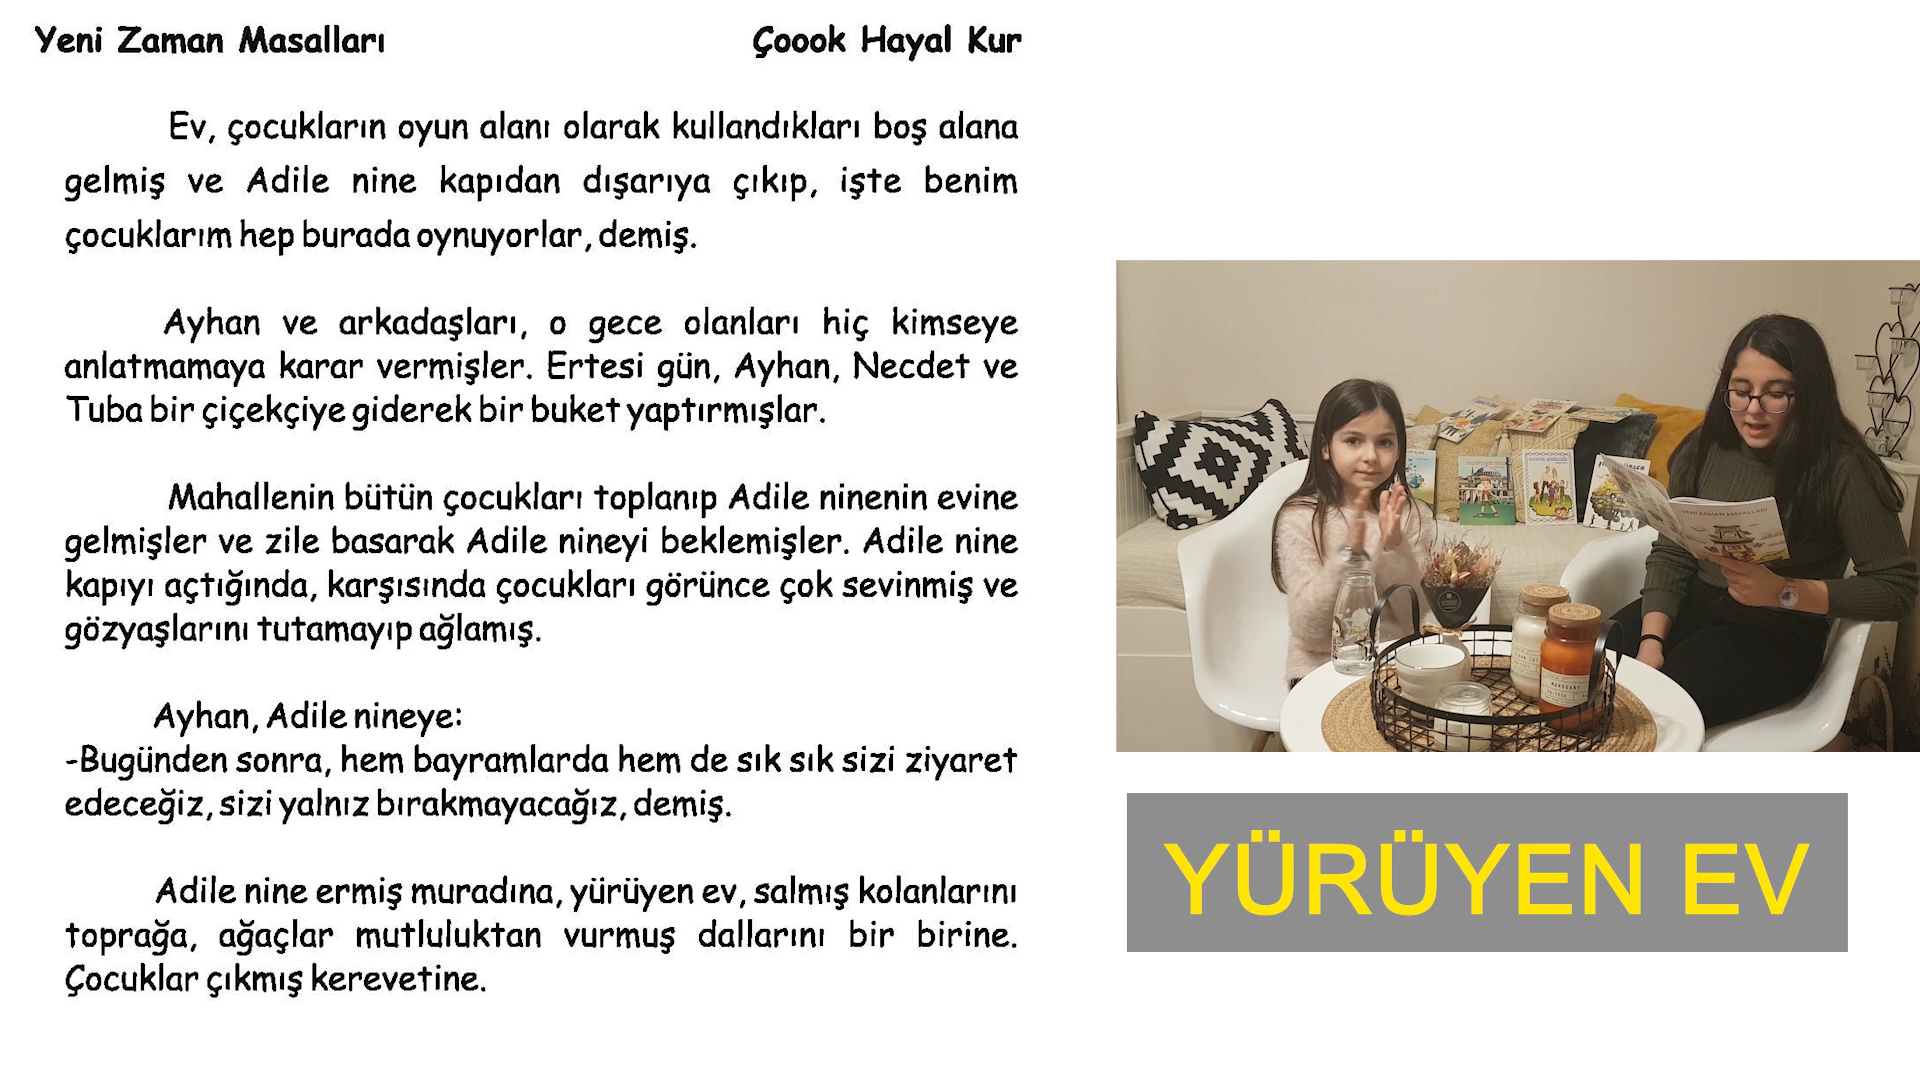 Yeni Zaman Masalları
Çoook Hayal Kur
Ev, çocukların oyun alanı olarak kullandıkları boş alana
gelmiş ve Adile nine kapıdan dışarıya çıkıp, işte benim
çocuklarım hep burada oynuyorlar, demiş.
Ayhan ve arkadaşları, o gece olanları hiç kimseye
anlatmamaya karar vermişler. Ertesi gün, Ayhan, Necdet ve
Tuba bir çiçekçiye giderek bir buket yaptırmışlar.
Mahallenin bütün çocukları toplanıp Adile ninenin evine
gelmişler ve zile basarak Adile nineyi beklemişler. Adile nine
kapıyı açtığında, karşısında çocukları görünce çok sevinmiş ve
gözyaşlarını tutamayıp ağlamış.
Ayhan, Adile nineye:
-Bugünden sonra, hem bayramlarda hem de sık sık sizi ziyaret
edeceğiz, sizi yalnız bırakmayacağız, demiş.
Adile nine ermiş muradına, yürüyen ev, salmış kolanlarını
toprağa, ağaçlar mutluluktan vurmuş dallarını bir birine.
Çocuklar çıkmış kerevetine.
YENİ ZAMAN MASALLARI
YÜRÜYEN EV